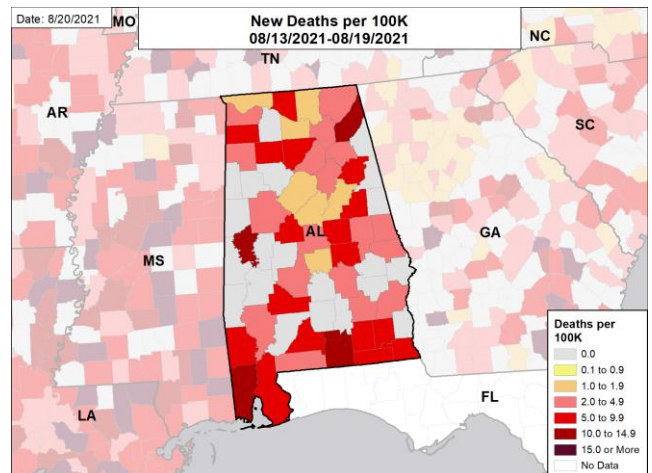 Date: 8/20/2021
New Deaths per 100K
08/13/2021-08/19/2021
MO
TN
NC
AR
SC
MS
AL
GA
LA
FL
Deaths per
100K
0.0
0.1 to 0.9
1.0 to 1.9
2.0 to 4.9
5.0 to 9.9
10.0 to 14.9
15.0 or More
No Data